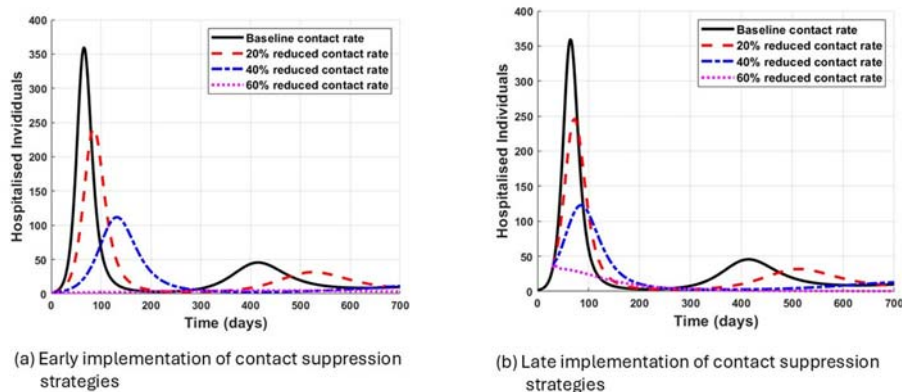 400
350
300
250
200
150
100
50
0
Hospitalised Invididuals
Baseline contact rate
20% reduced contact rate
40% reduced contact rate
60% reduced contact rate
0 100 200 300 400 500 600 700
Time (days)
(a) Early implementation of contact suppression
strategies
400
350
300
250
200
150
100
50
0
Hospitalised Individuals
Baseline contact rate
20% reduced contact rate
40% reduced contact rate
60% reduced contact rate
0 100 200 300 400 500 600 700
Time (days)
(b) Late implementation of contact suppression
strategies